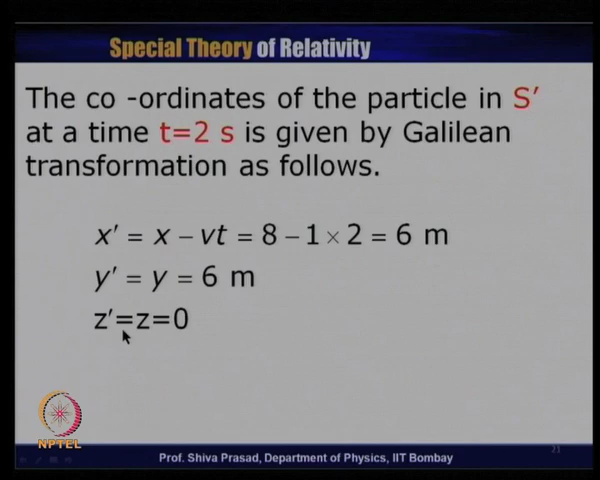 Special Theory of Relativity
The co -ordinates of the particle in S′
at a time t=2 s is given by Galilean
transformation as follows.
x′ = x − vt = 8 − 1 × 2 = 6 m
y′ = y = 6 m
z′=z=0
NPTEL
Prof. Shiva Prasad, Department of Physics, IIT Bombay
21